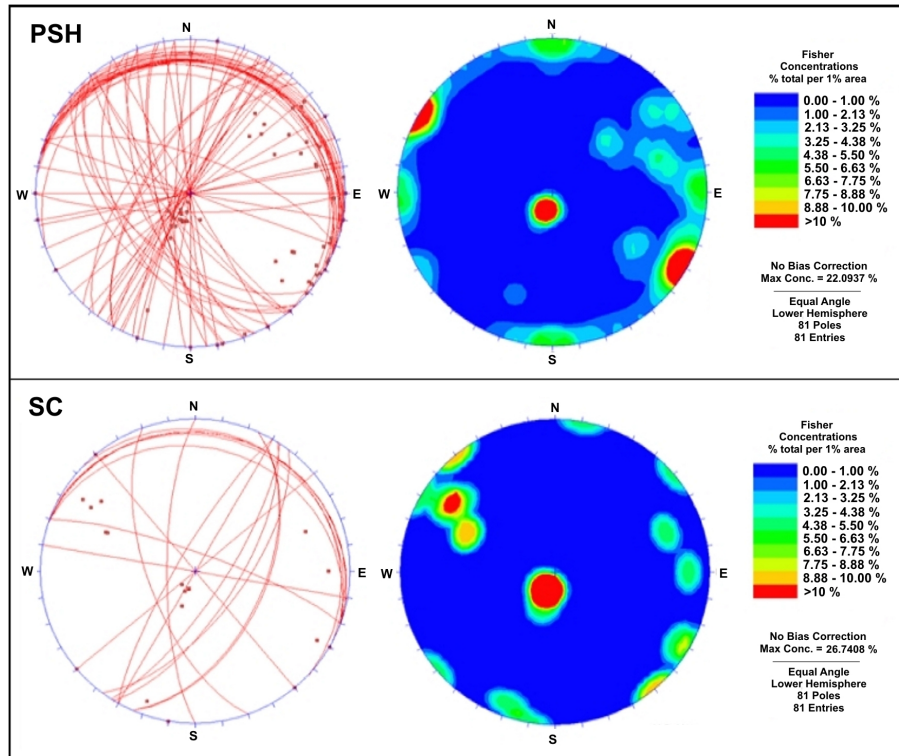 PSH
N
W
E
S
N
W
E
S
Fisher
Concentrations
% total per 1% area
0.00 - 1.00 %
1.00 - 2.13 %
2.13 - 3.25 %
3.25 - 4.38 %
4.38 - 5.50 %
5.50 - 6.63 %
6.63 - 7.75 %
7.75 - 8.88 %
8.88 - 10.00 %
>10 %
No Bias Correction
Max Conc. = 22.0937 %
Equal Angle
Lower Hemisphere
81 Poles
81 Entries
SC
N
W
E
S
N
W
E
S
Fisher
Concentrations
% total per 1% area
0.00 - 1.00 %
1.00 - 2.13 %
2.13 - 3.25 %
3.25 - 4.38 %
4.38 - 5.50 %
5.50 - 6.63 %
6.63 - 7.75 %
7.75 - 8.88 %
8.88 - 10.00 %
>10 %
No Bias Correction
Max Conc. = 26.7408 %
Equal Angle
Lower Hemisphere
81 Poles
81 Entries